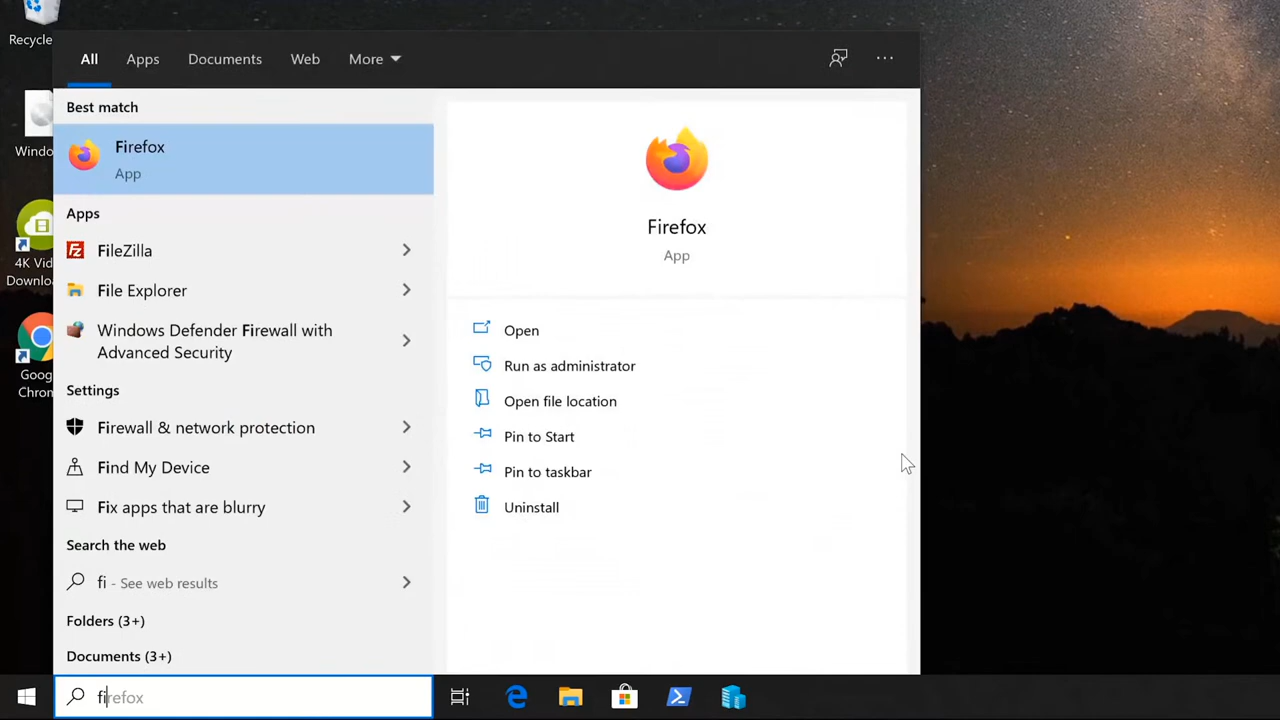 Recycle
Windo
4K Vid
Downloa
Goog
Chron
All Apps Documents Web More
Best match
Firefox
App
Apps
FileZilla
File Explorer
Windows Defender Firewall with
Advanced Security
Settings
Firewall & network protection
Find My Device
Fix apps that are blurry
Search the web
fi - See web results
Folders (3+)
Documents (3+)
Firefox
App
Open
Run as administrator
Open file location
Pin to Start
Pin to taskbar
Uninstall
firefox